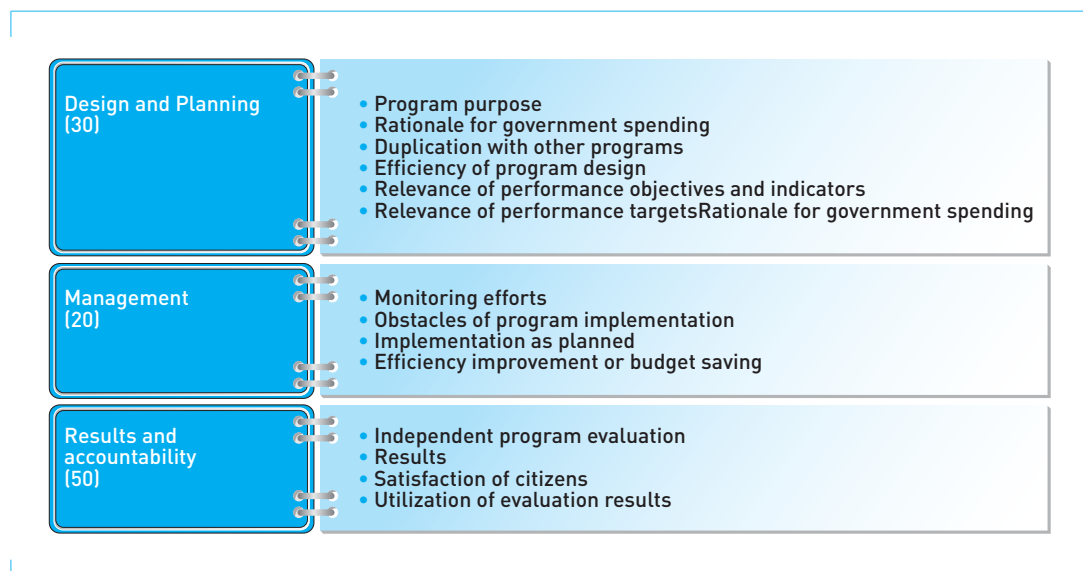 Design and Planning
(30)
• Program purpose
• Rationale for government spending
• Duplication with other programs
• Efficiency of program design
• Relevance of performance objectives and indicators
• Relevance of performance targetsRationale for government spending
Management
(20)
• Monitoring efforts
• Obstacles of program implementation
• Implementation as planned
• Efficiency improvement or budget saving
Results and
accountability
(50)
• Independent program evaluation
• Results
• Satisfaction of citizens
• Utilization of evaluation results